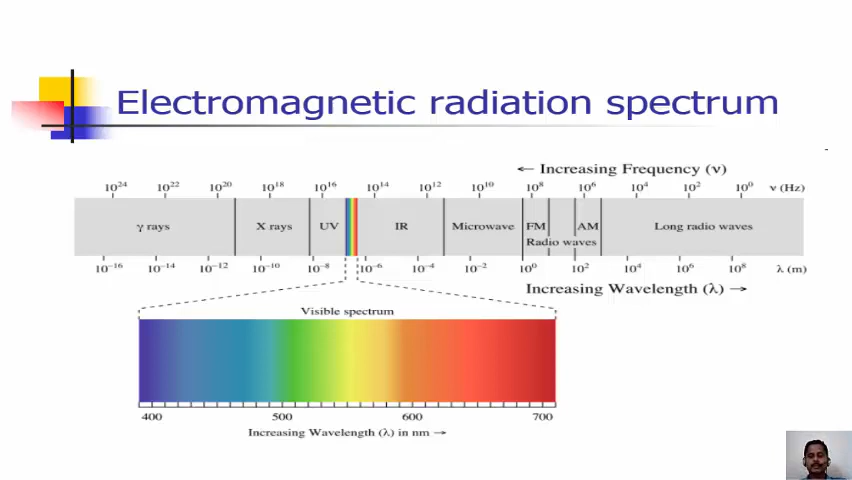 Electromagnetic radiation spectrum
← Increasing Frequency (ν)
10²⁴ 10²² 10²⁰ 10¹⁸ 10¹⁶ 10¹⁴ 10¹² 10¹⁰ 10⁸ 10⁶ 10⁴ 10² 10⁰ ν (Hz)
γ rays X rays UV IR Microwave FM AM Long radio waves
Radio waves
10⁻¹⁶ 10⁻¹⁴ 10⁻¹² 10⁻¹⁰ 10⁻⁸ 10⁻⁶ 10⁻⁴ 10⁻² 10⁰ 10² 10⁴ 10⁶ 10⁸ λ (m)
Increasing Wavelength (λ) →
Visible spectrum
400 500 600 700
Increasing Wavelength (λ) in nm →